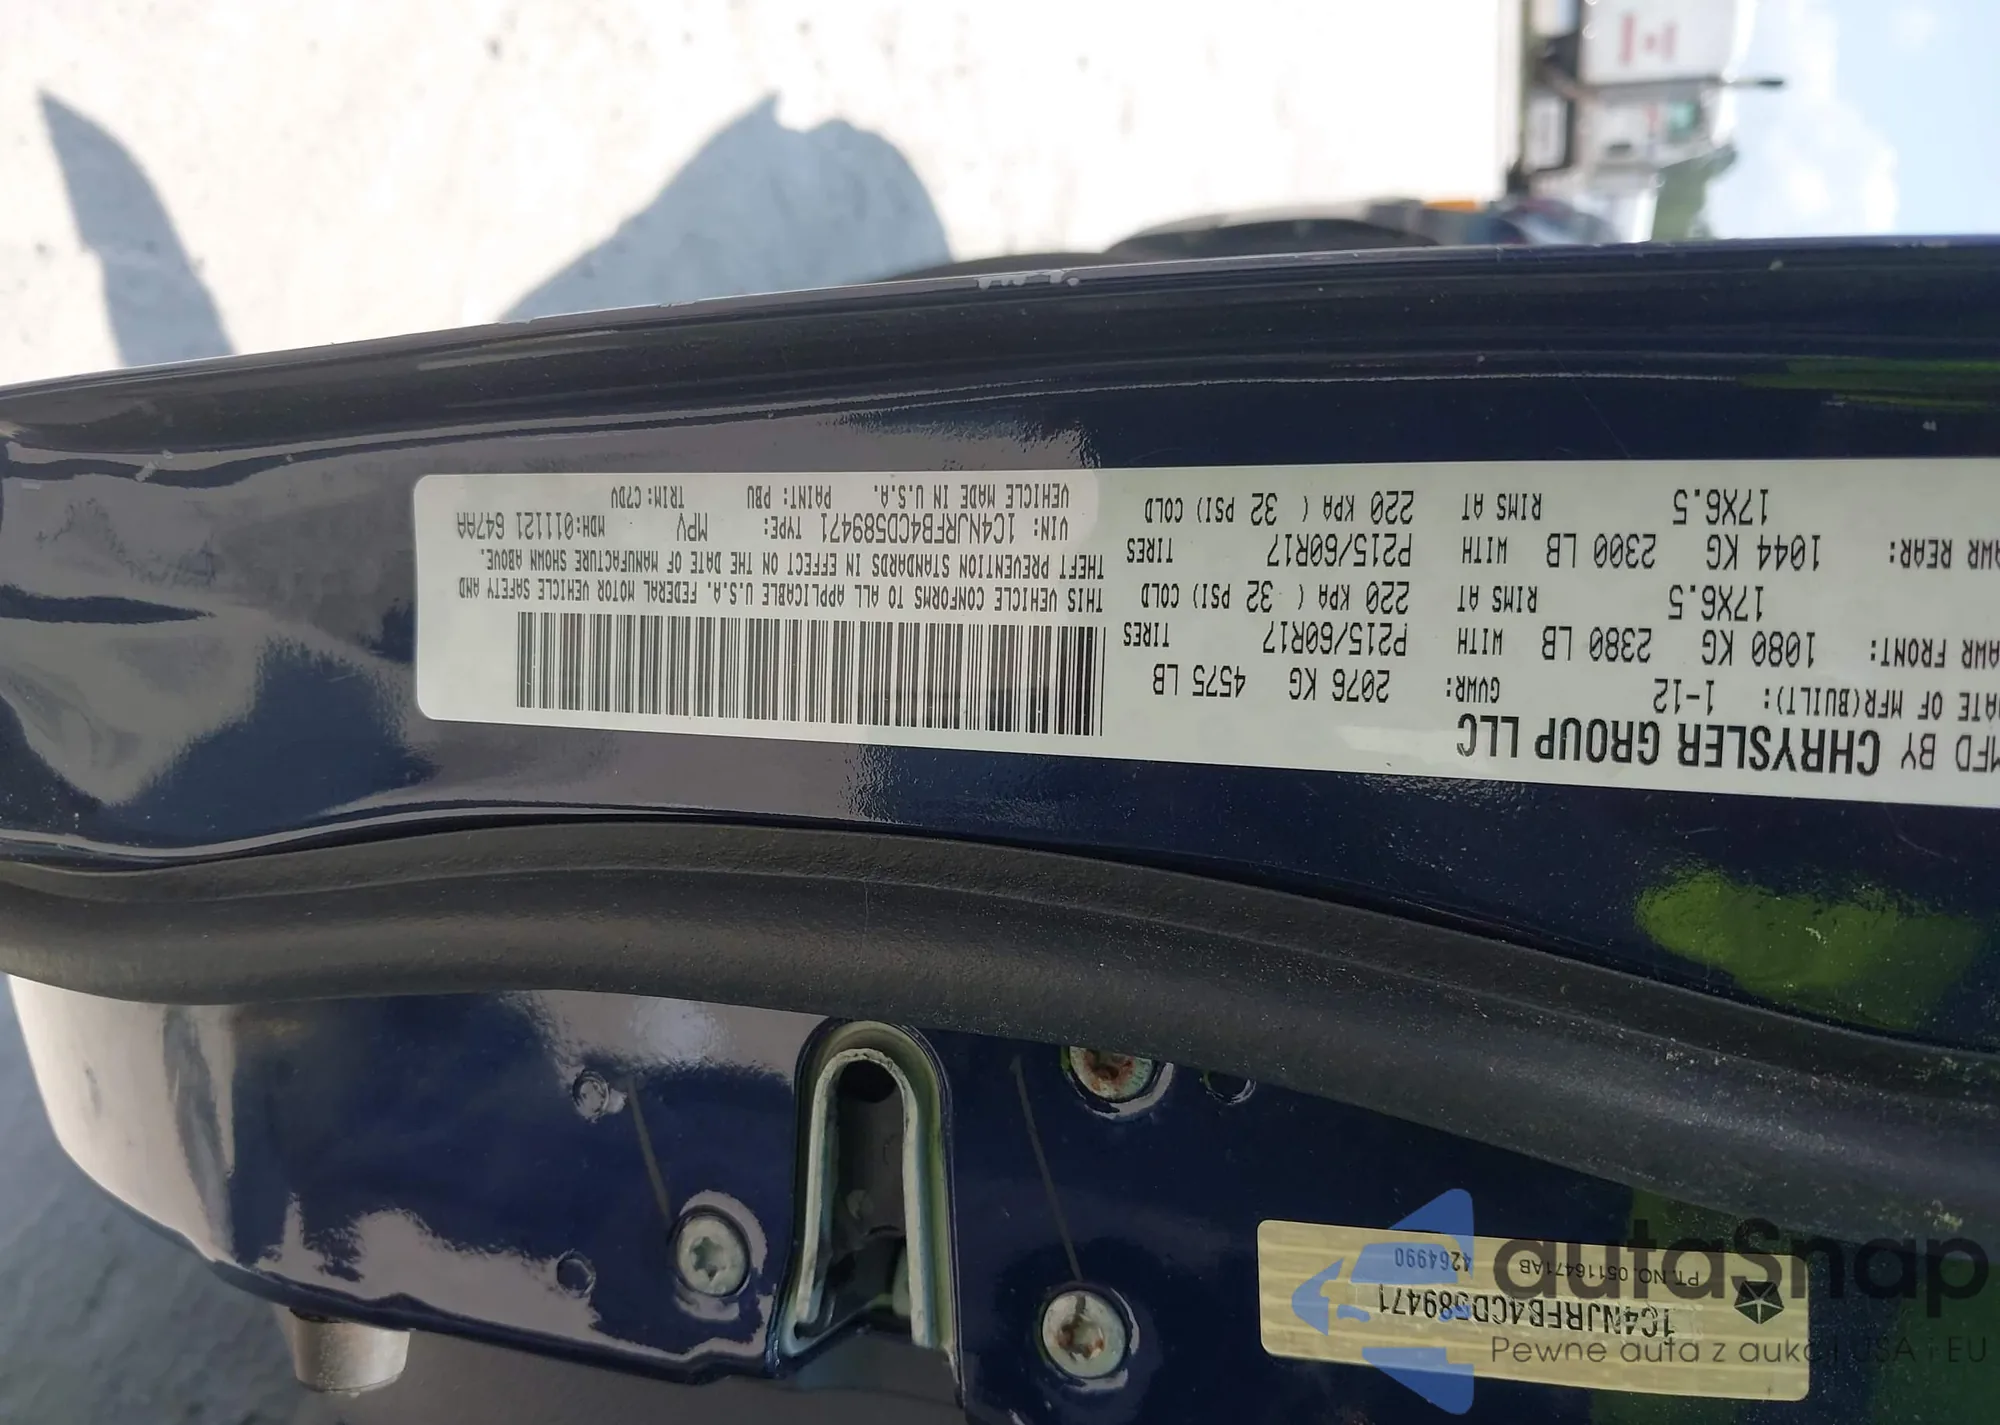 MFD BY CHRYSLER GROUP LLC
DATE OF MFR(BUILT): 1-12 GVWR: 2076 KG 4575 LB
GAWR FRONT: 1080 KG 2380 LB WITH P215/60R17 TIRES
17X6.5 RIMS AT 220 KPA ( 32 PSI) COLD
GAWR REAR: 1044 KG 2300 LB WITH P215/60R17 TIRES
17X6.5 RIMS AT 220 KPA ( 32 PSI) COLD
THIS VEHICLE CONFORMS TO ALL APPLICABLE U.S.A. FEDERAL MOTOR VEHICLE SAFETY AND
THEFT PREVENTION STANDARDS IN EFFECT ON THE DATE OF MANUFACTURE SHOWN ABOVE.
VIN: 1C4NJRFB4CD589471 TYPE: MPV MDH:011121 647AA
VEHICLE MADE IN U.S.A. PAINT: PBU TRIM:C7DV
1C4NJRFB4CD589471
PT. NO. 05116471AB
4264990
autaSnap
Pewne auta z aukcji USA i EU